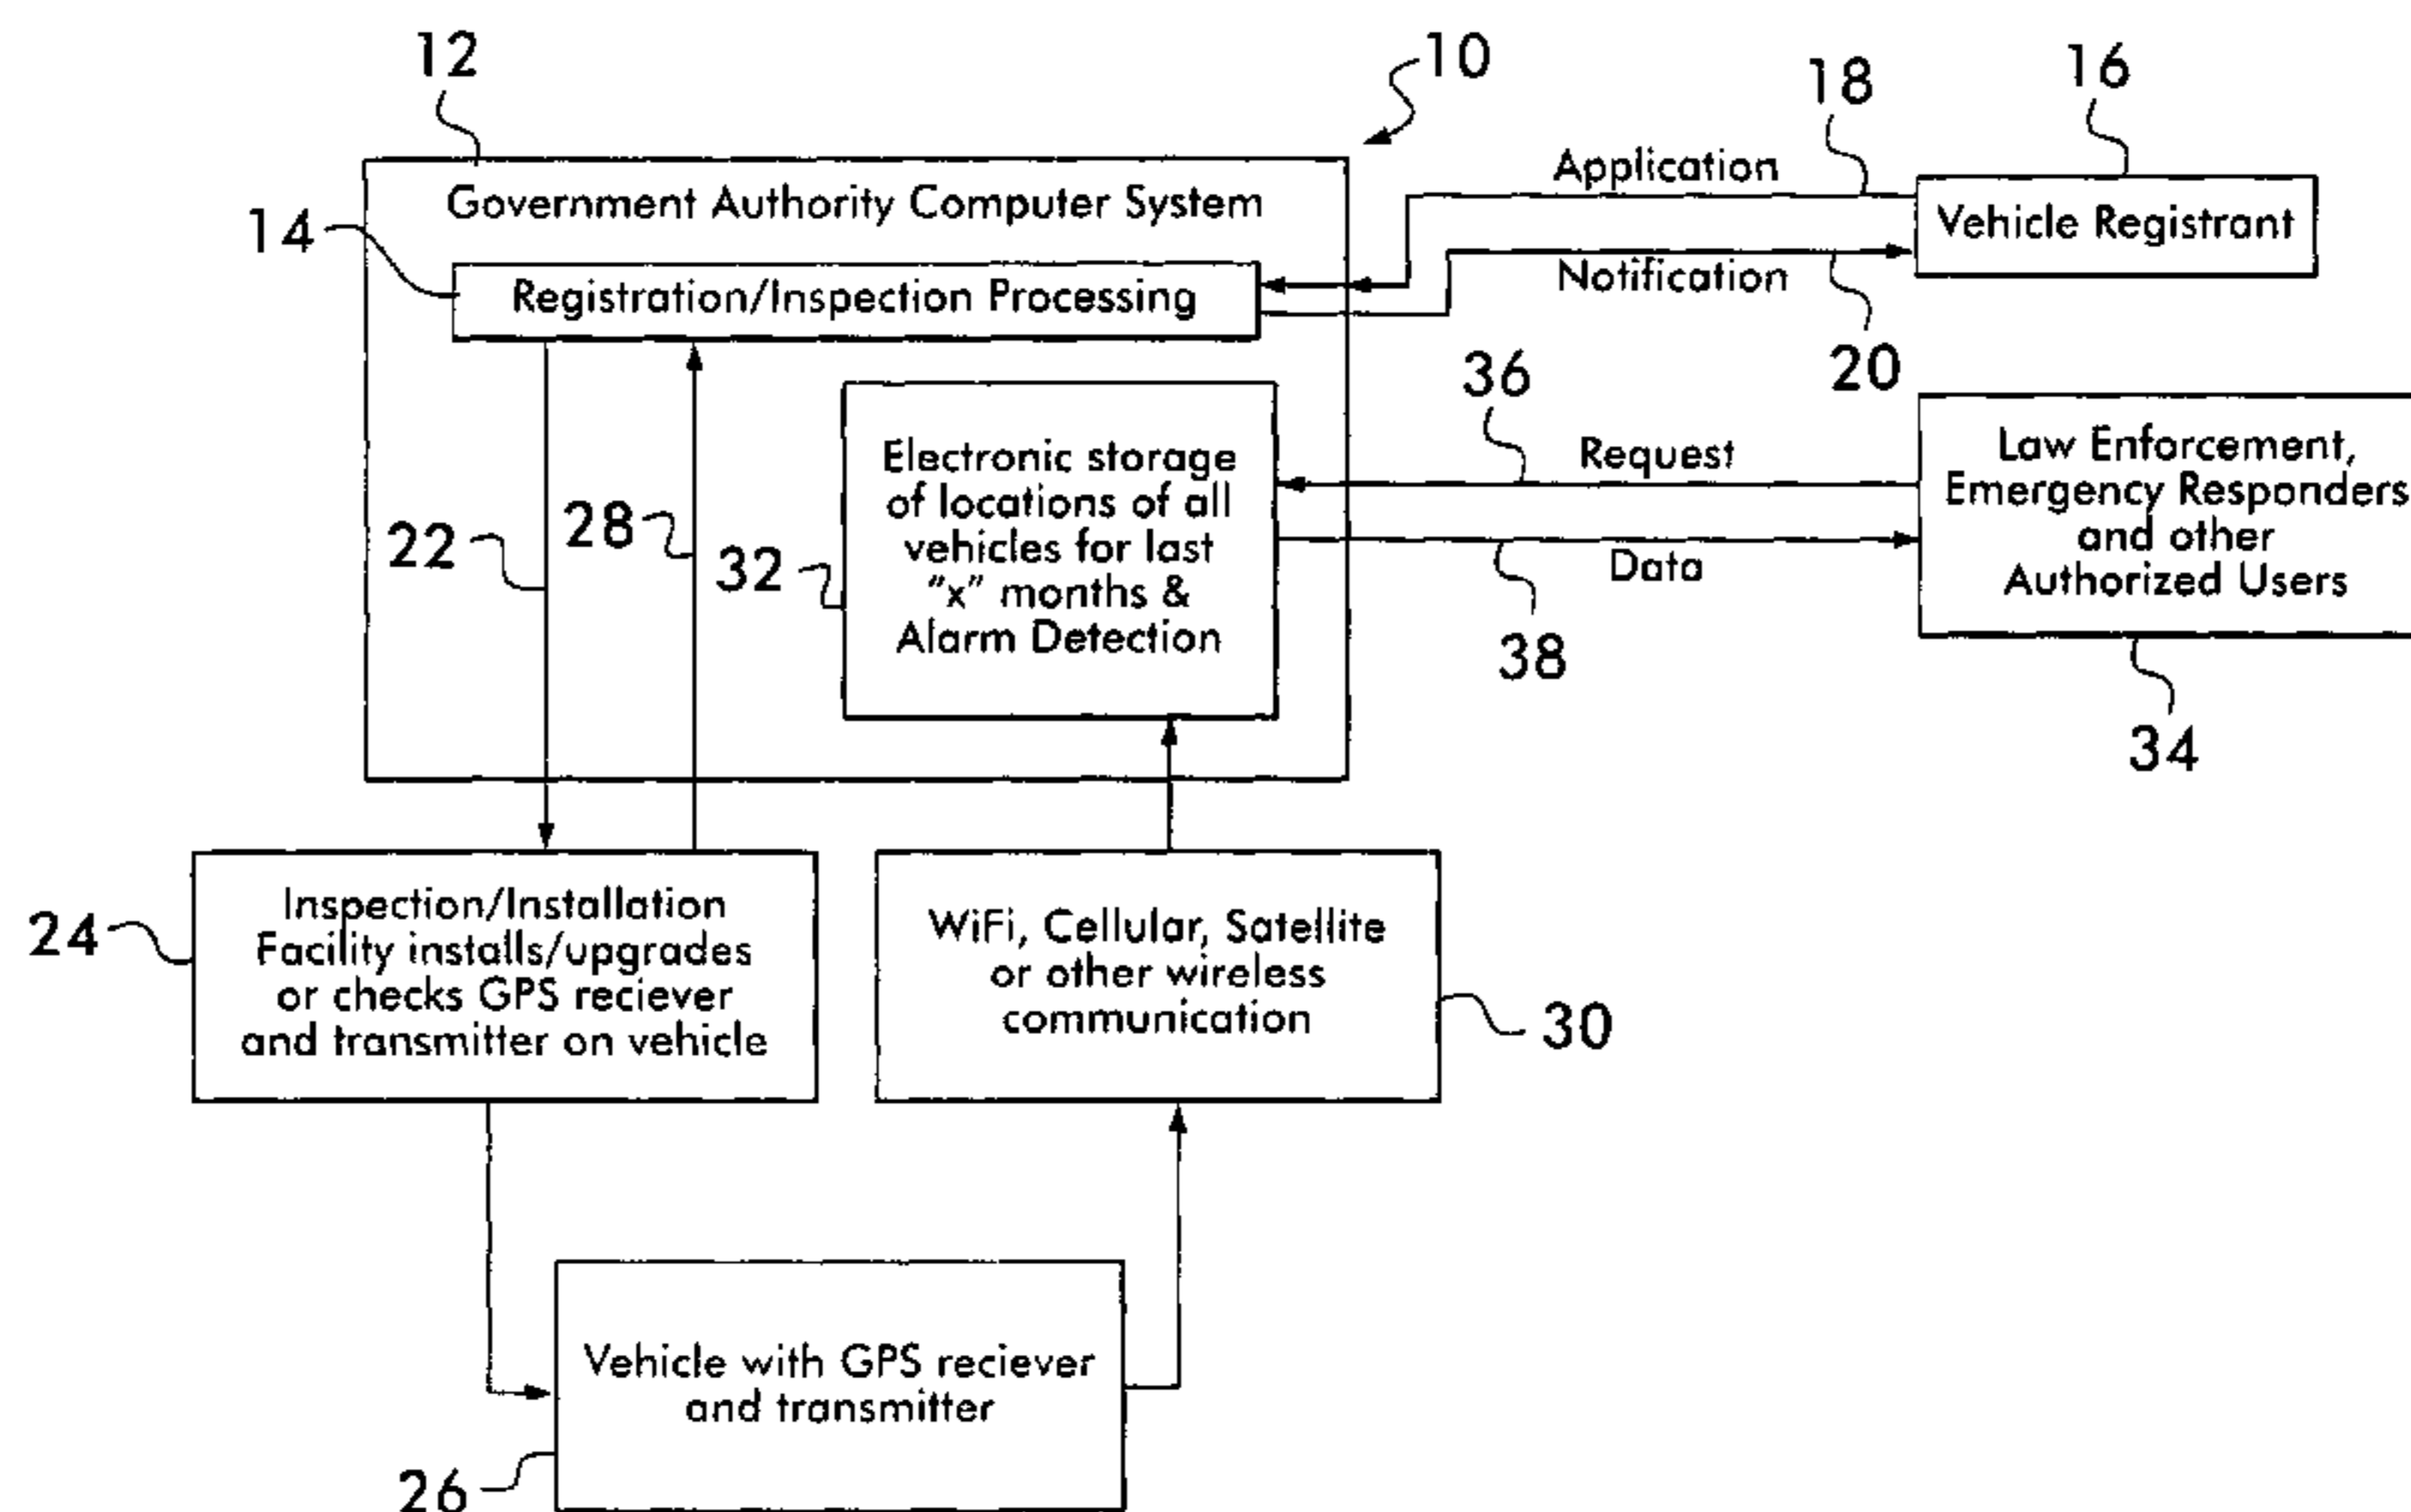 12
10
18
16
Government Authority Computer System
Application
Vehicle Registrant
14
Registration/Inspection Processing
Notification
20
36
Electronic storage
of locations of all
vehicles for last
"x" months &
Alarm Detection
Request
Law Enforcement,
Emergency Responders
and other
Authorized Users
22
28
32
Data
38
34
24
Inspection/Installation
Facility installs/upgrades
or checks GPS reciever
and transmitter on vehicle
WiFi, Cellular, Satellite
or other wireless
communication
30
Vehicle with GPS reciever
and transmitter
26